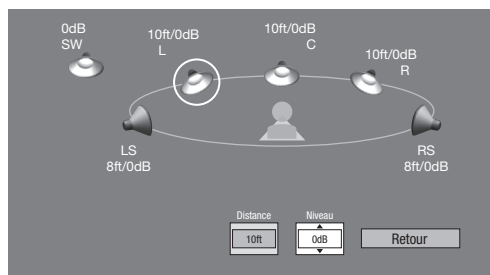 0dB
SW
10ft/0dB
L
10ft/0dB
C
10ft/0dB
R
LS
8ft/0dB
RS
8ft/0dB
Distance
10ft
Niveau
0dB
Retour